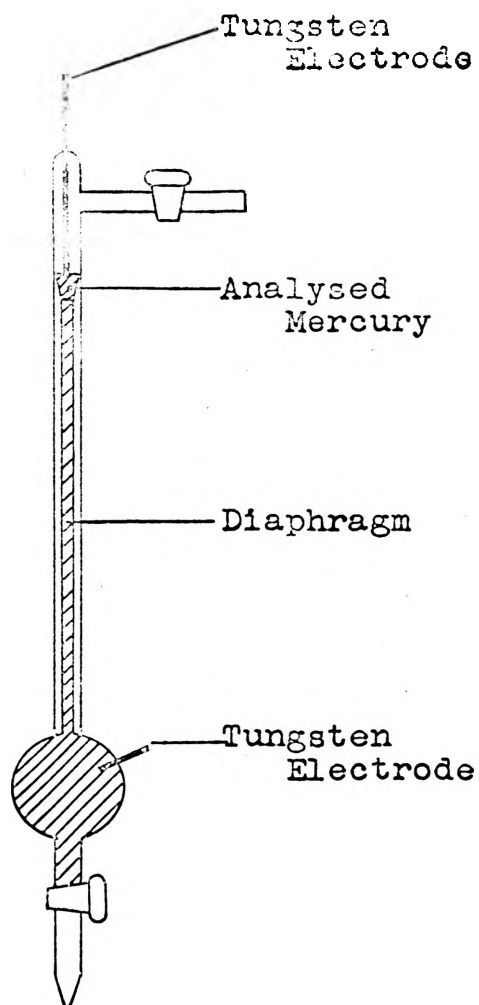 Tungsten
Electrode
Analysed
Mercury
Diaphragm
Tungsten
Electrode